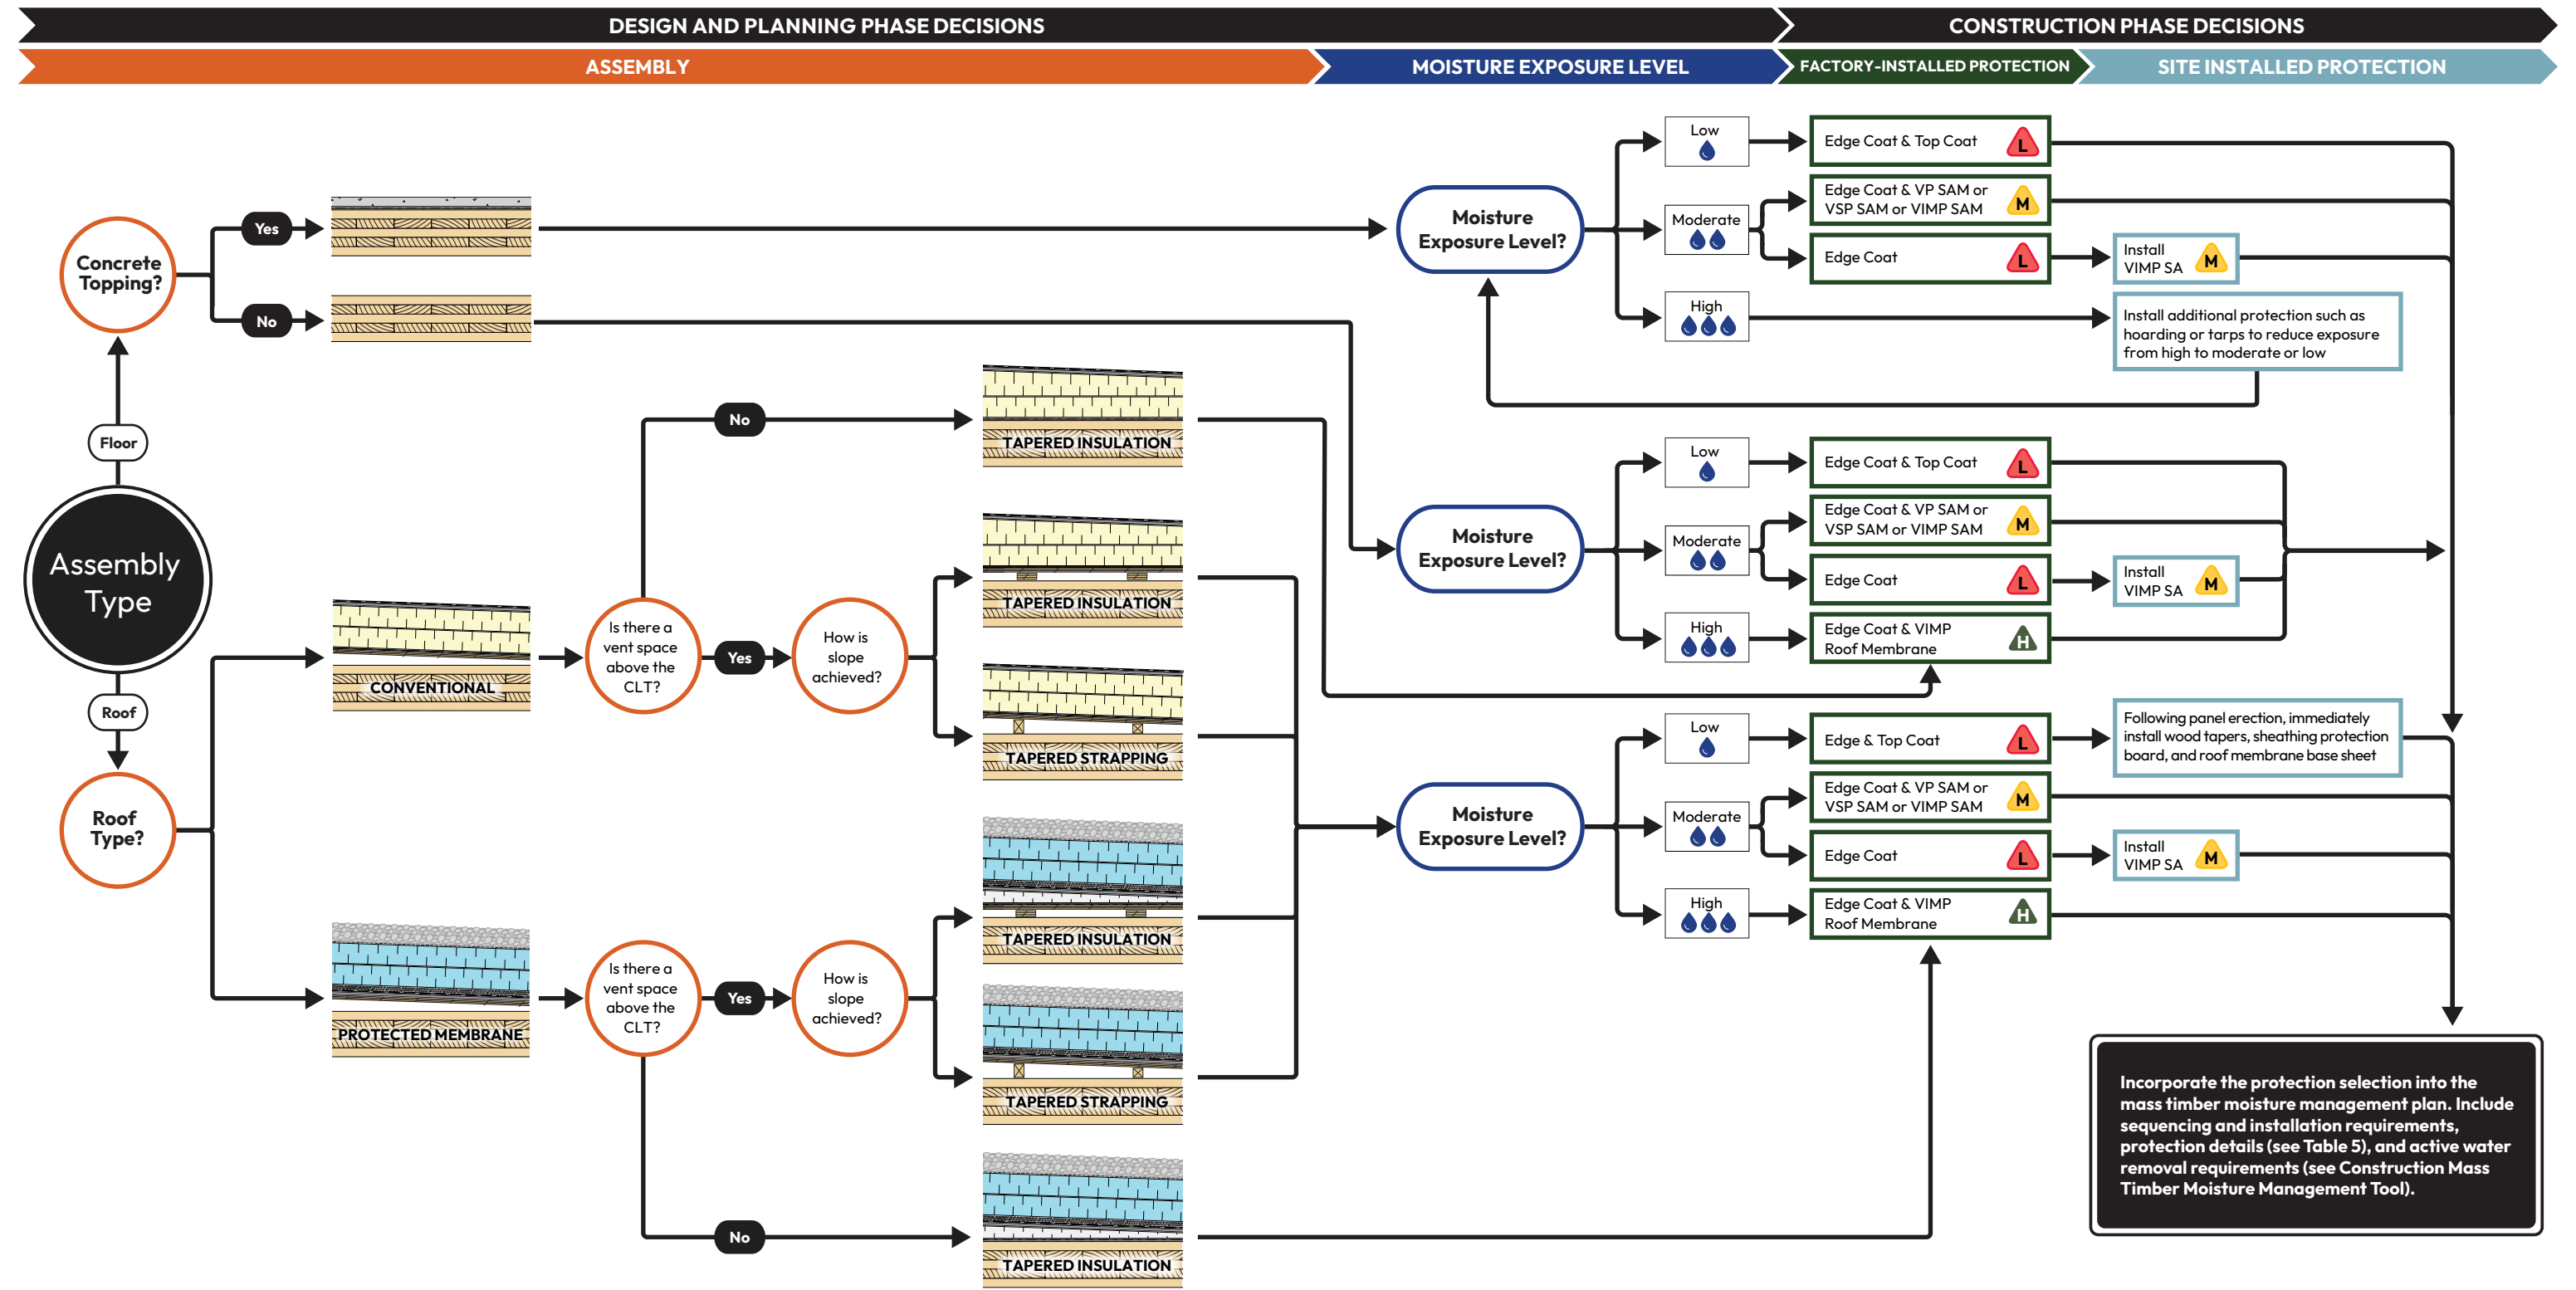 DESIGN AND PLANNING PHASE DECISIONS
CONSTRUCTION PHASE DECISIONS
ASSEMBLY
MOISTURE EXPOSURE LEVEL
FACTORY-INSTALLED PROTECTION
SITE INSTALLED PROTECTION
Assembly
Type
Floor
Concrete
Topping?
Yes
No
Roof
Roof
Type?
CONVENTIONAL
Is there a
vent space
above the
CLT?
No
TAPERED INSULATION
Yes
How is
slope
achieved?
TAPERED INSULATION
TAPERED STRAPPING
PROTECTED MEMBRANE
Is there a
vent space
above the
CLT?
Yes
How is
slope
achieved?
TAPERED INSULATION
TAPERED STRAPPING
No
TAPERED INSULATION
Moisture
Exposure Level?
Low
Edge Coat & Top Coat
L
Moderate
Edge Coat & VP SAM or
VSP SAM or VIMP SAM
M
Edge Coat
L
Install
VIMP SA
M
High
Install additional protection such as
hoarding or tarps to reduce exposure
from high to moderate or low
Moisture
Exposure Level?
Low
Edge Coat & Top Coat
L
Moderate
Edge Coat & VP SAM or
VSP SAM or VIMP SAM
M
Edge Coat
L
Install
VIMP SA
M
High
Edge Coat & VIMP
Roof Membrane
H
Moisture
Exposure Level?
Low
Edge & Top Coat
L
Following panel erection, immediately
install wood tapers, sheathing protection
board, and roof membrane base sheet
Moderate
Edge Coat & VP SAM or
VSP SAM or VIMP SAM
M
Edge Coat
L
Install
VIMP SA
M
High
Edge Coat & VIMP
Roof Membrane
H
Incorporate the protection selection into the
mass timber moisture management plan. Include
sequencing and installation requirements,
protection details (see Table 5), and active water
removal requirements (see Construction Mass
Timber Moisture Management Tool).